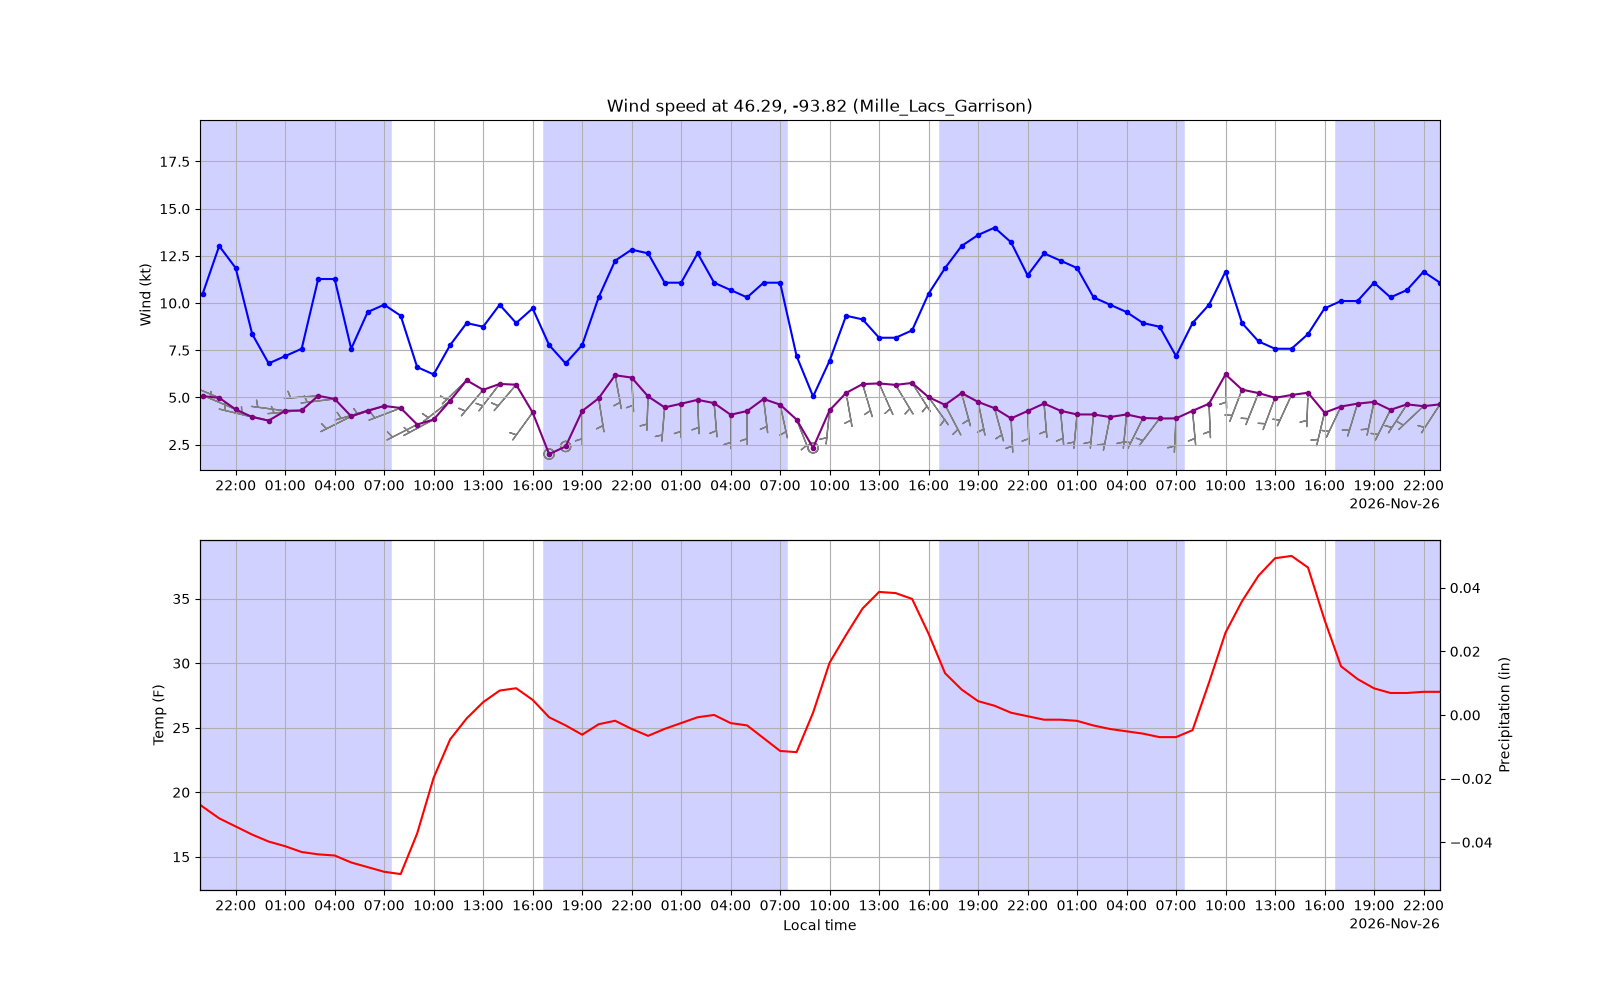 Wind speed at 46.29, -93.82 (Mille_Lacs_Garrison)
Wind (kt)
17.5
15.0
12.5
10.0
7.5
5.0
2.5
22:00 01:00 04:00 07:00 10:00 13:00 16:00 19:00 22:00 01:00 04:00 07:00 10:00 13:00 16:00 19:00 22:00 01:00 04:00 07:00 10:00 13:00 16:00 19:00 22:00
2026-Nov-26
Temp (F)
35
30
25
20
15
0.04
0.02
0.00
−0.02
−0.04
Precipitation (in)
22:00 01:00 04:00 07:00 10:00 13:00 16:00 19:00 22:00 01:00 04:00 07:00 10:00 13:00 16:00 19:00 22:00 01:00 04:00 07:00 10:00 13:00 16:00 19:00 22:00
Local time
2026-Nov-26